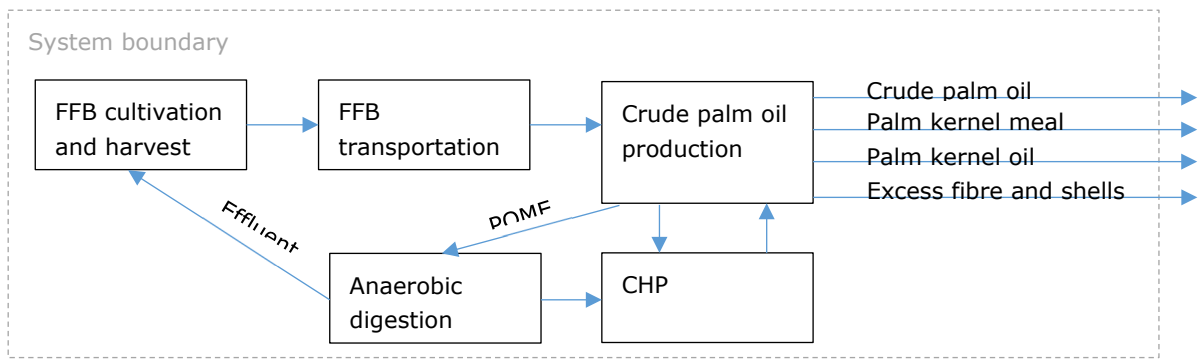 System boundary
FFB cultivation
and harvest
FFB
transportation
Crude palm oil
production
Crude palm oil
Palm kernel meal
Palm kernel oil
Excess fibre and shells
Effluent
POME
Anaerobic
digestion
CHP